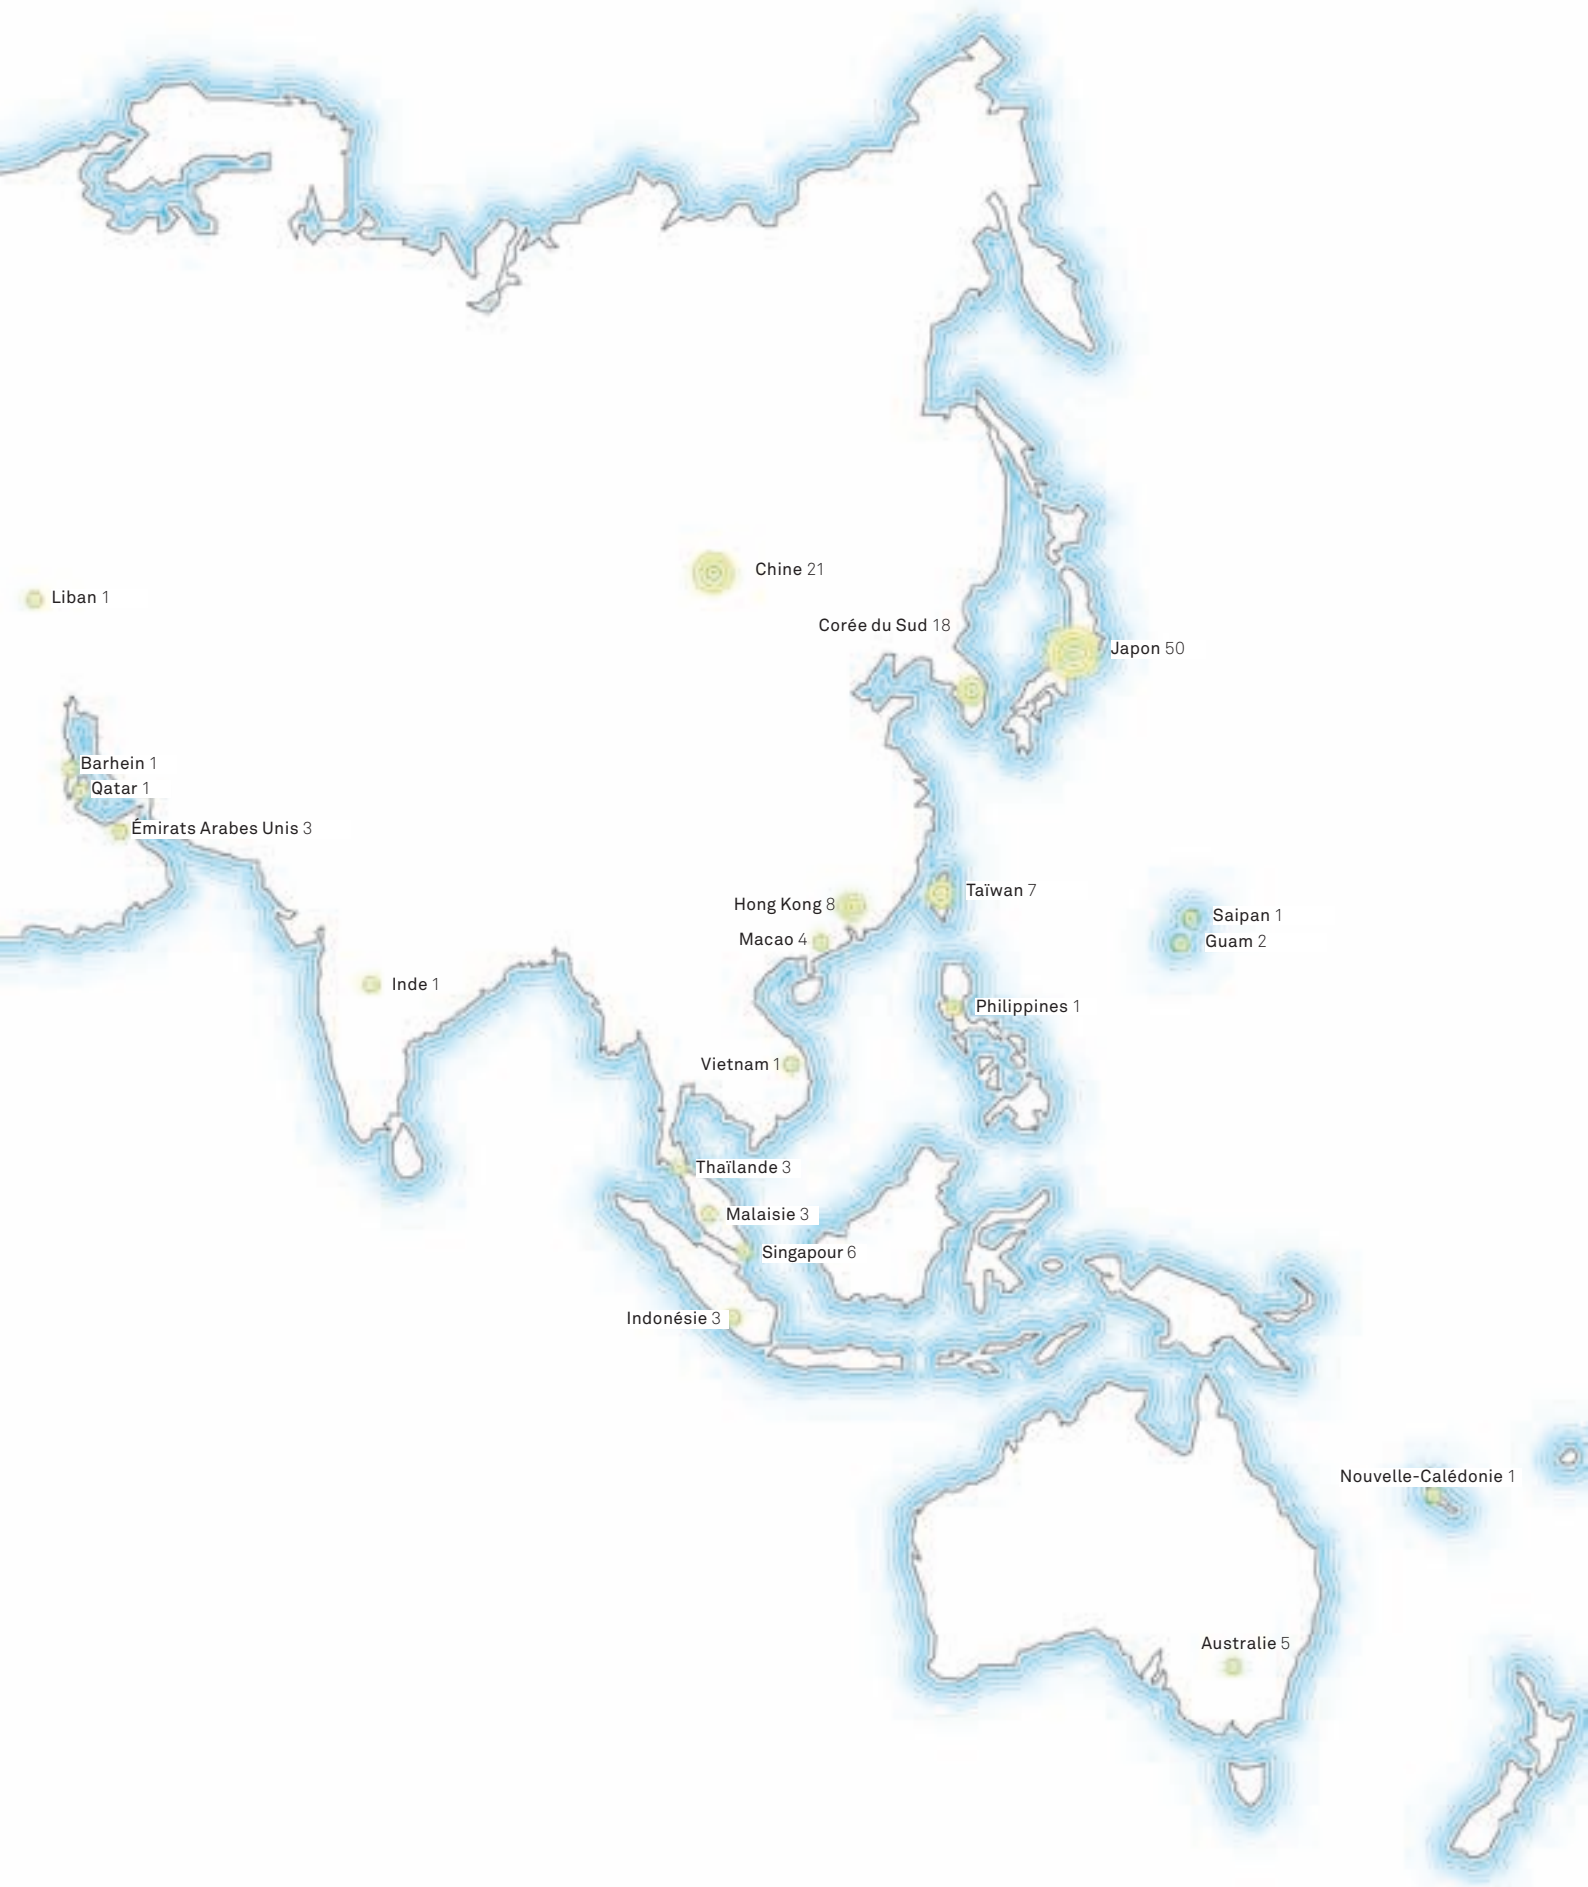 Chine 21
Liban 1
Corée du Sud 18
Japon 50
Barhein 1
Qatar 1
Émirats Arabes Unis 3
Taïwan 7
Hong Kong 8
Saipan 1
Macao 4
Guam 2
Inde 1
Philippines 1
Vietnam 1
Thaïlande 3
Malaisie 3
Singapour 6
Indonésie 3
Nouvelle-Calédonie 1
Australie 5